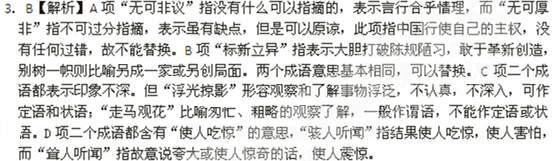 3. B【解析】A 项“无可非议”指没有什么可以指摘的，表示言行合乎情理，而“无可厚
非”指不可过分指摘，表示虽有缺点，但是可以原谅，此项指中国行使自己的主权，没
有任何过错，故不能替换。B 项“标新立异”指表示大胆打破陈规陋习，敢于革新创造，
别树一帜则比喻另成一家或另创局面。两个成语意思基本相同，可以替换。C 项二个成
语都表示印象不深。但“浮光掠影”形容观察和了解事物浮泛，不认真，不深入，可作
定语和状语；“走马观花”比喻匆忙、粗略的观察了解，一般作谓语，不能作定语或状
语。D 项二个成语都含有“使人吃惊”的意思，“骇人听闻”指结果使人吃惊，使人害怕，
而“耸人听闻”指故意说夸大或使人惊奇的话，使人震惊。